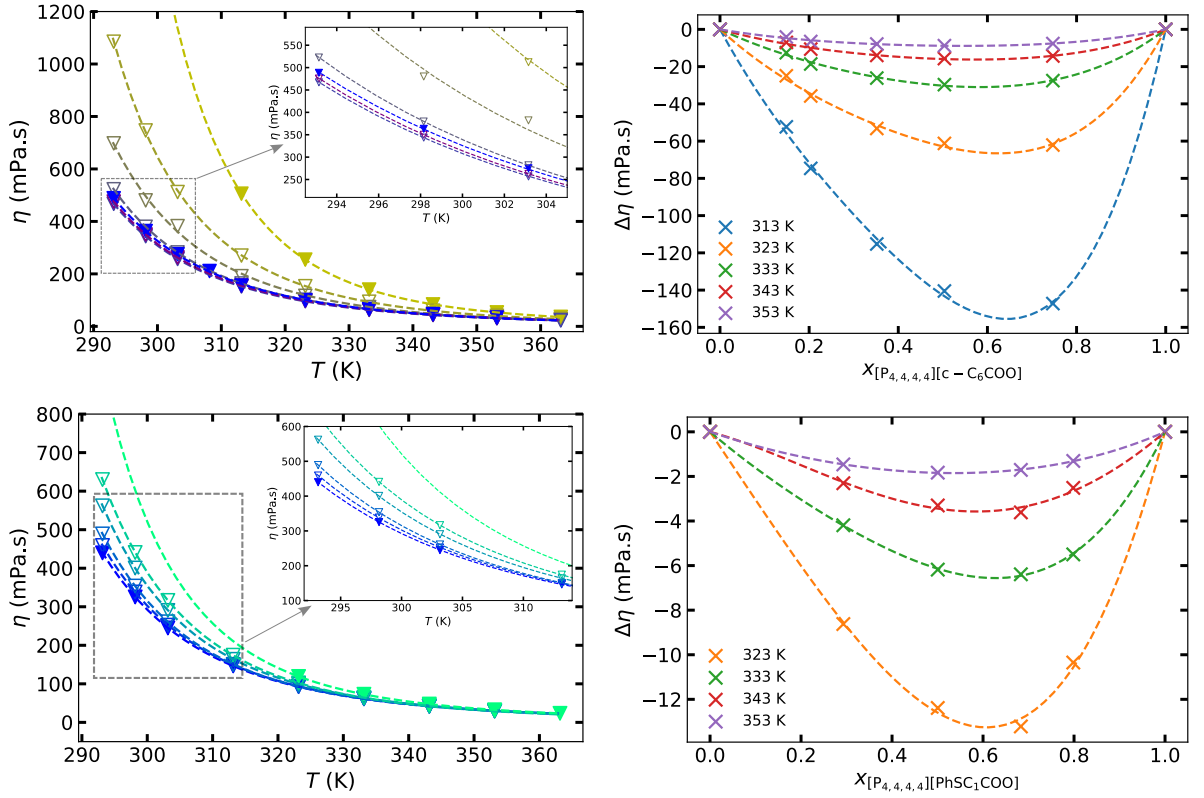 η (mPa.s)
1200
1000
800
600
400
200
0
290 300 310 320 330 340 350 360
T (K)
η (mPa.s)
550
500
450
400
350
300
250
294 296 298 300 302 304
T (K)
Δη (mPa.s)
0
−20
−40
−60
−80
−100
−120
−140
−160
313 K
323 K
333 K
343 K
353 K
0.0 0.2 0.4 0.6 0.8 1.0
x[P4,4,4,4][c − C6COO]
η (mPa.s)
800
700
600
500
400
300
200
100
0
290 300 310 320 330 340 350 360
T (K)
η (mPa.s)
600
500
400
300
200
100
295 300 305 310
T (K)
Δη (mPa.s)
0
−2
−4
−6
−8
−10
−12
323 K
333 K
343 K
353 K
0.0 0.2 0.4 0.6 0.8 1.0
x[P4,4,4,4][PhSC1COO]